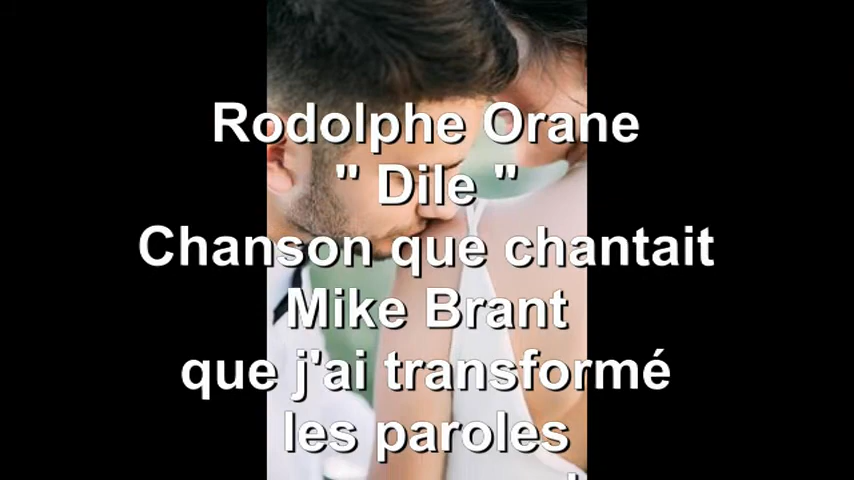 Rodolphe Orane
" Dile "
Chanson que chantait
Mike Brant
que j'ai transformé
les paroles